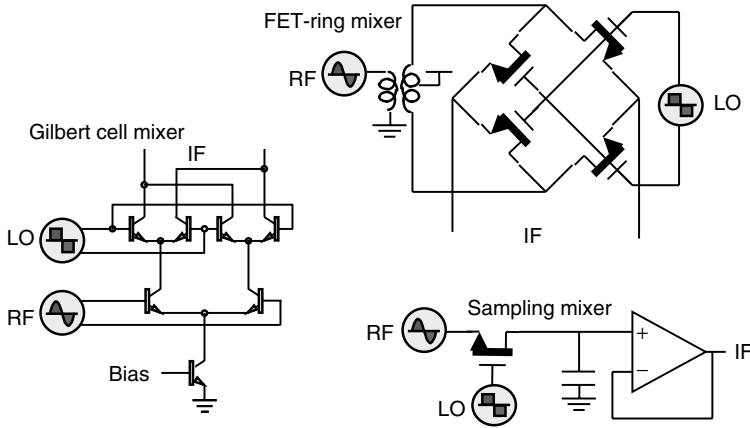 FET-ring mixer
RF
LO
IF
Gilbert cell mixer
IF
LO
RF
Bias
Sampling mixer
RF
+
−
IF
LO